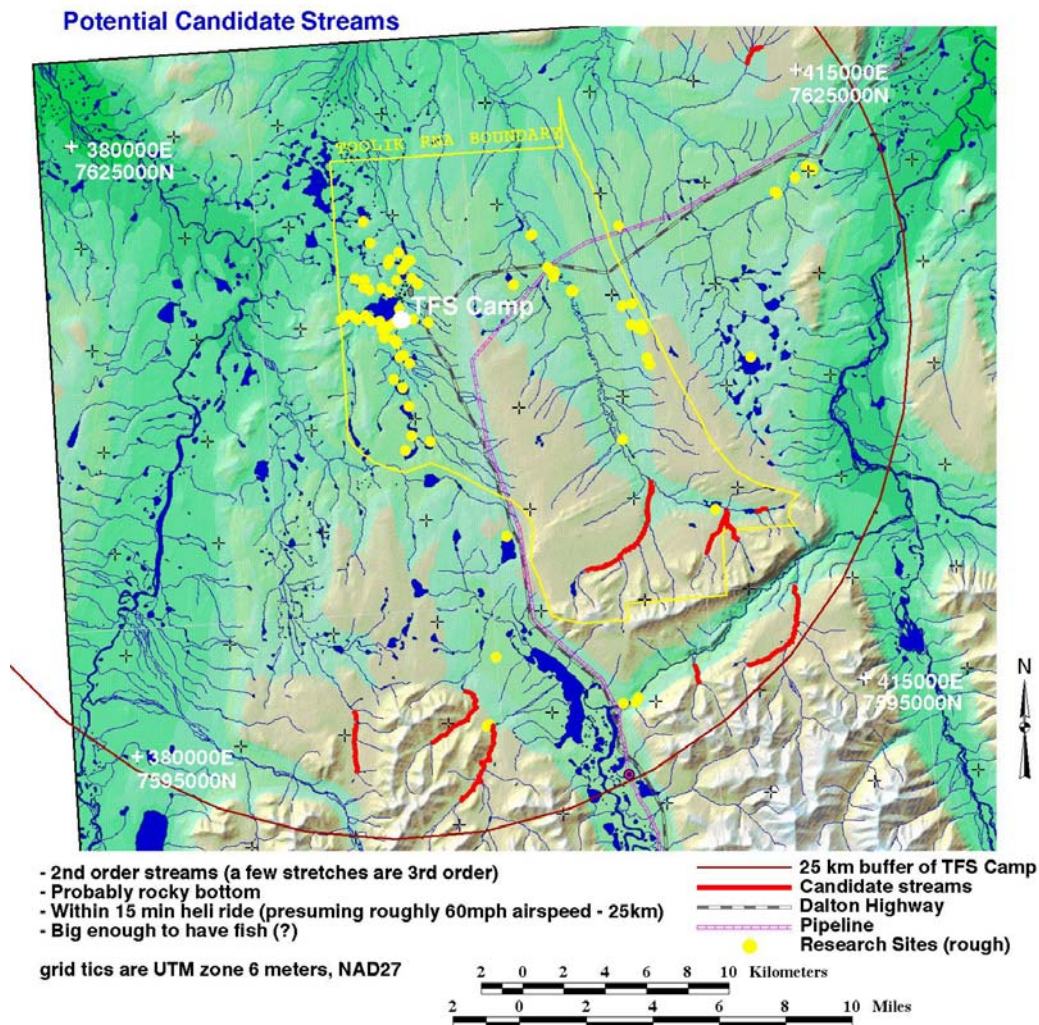 Potential Candidate Streams
+415000E
7625000N
+ 380000E
7625000N
TOOLIK RNA BOUNDARY
TFS Camp
+415000E
7595000N
N
+380000E
7595000N
- 2nd order streams (a few stretches are 3rd order)
- Probably rocky bottom
- Within 15 min heli ride (presuming roughly 60mph airspeed - 25km)
- Big enough to have fish (?)
grid tics are UTM zone 6 meters, NAD27
25 km buffer of TFS Camp
Candidate streams
Dalton Highway
Pipeline
Research Sites (rough)
2 0 2 4 6 8 10 Kilometers
2 0 2 4 6 8 10 Miles